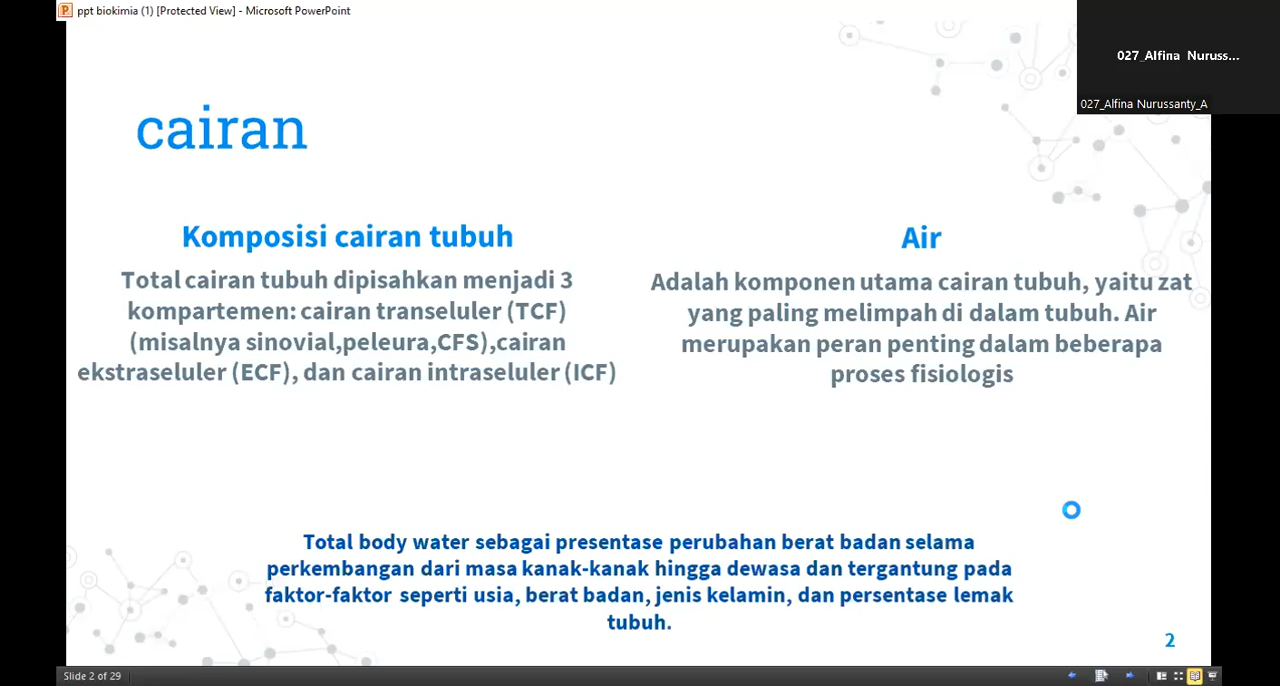 ppt biokimia (1) [Protected View] - Microsoft PowerPoint
027_Alfina Nuruss...
027_Alfina Nurussanty_A
cairan
Komposisi cairan tubuh
Total cairan tubuh dipisahkan menjadi 3
kompartemen: cairan transeluler (TCF)
(misalnya sinovial,peleura,CFS),cairan
ekstraseluler (ECF), dan cairan intraseluler (ICF)
Air
Adalah komponen utama cairan tubuh, yaitu zat
yang paling melimpah di dalam tubuh. Air
merupakan peran penting dalam beberapa
proses fisiologis
Total body water sebagai presentase perubahan berat badan selama
perkembangan dari masa kanak-kanak hingga dewasa dan tergantung pada
faktor-faktor seperti usia, berat badan, jenis kelamin, dan persentase lemak
tubuh.
2
Slide 2 of 29